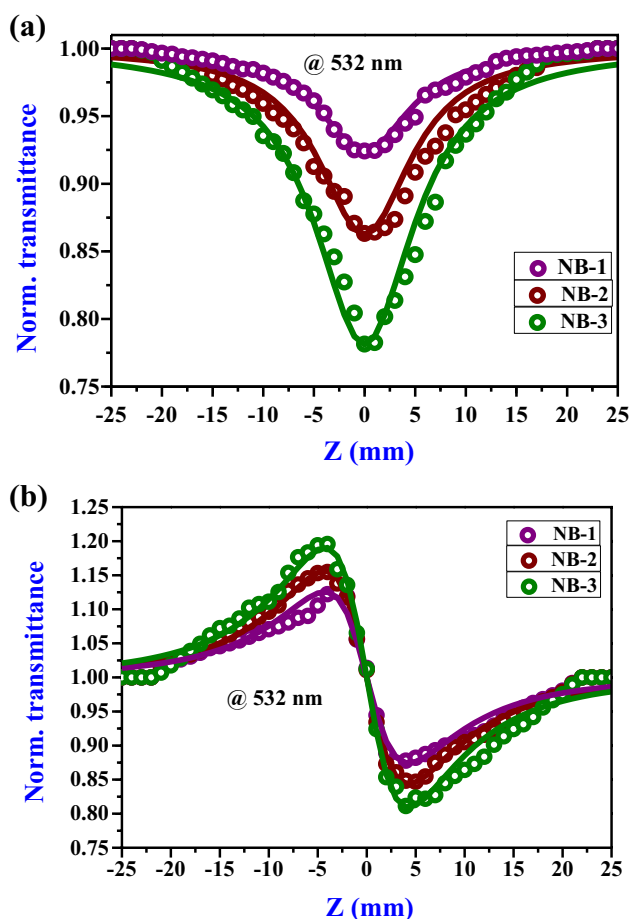 (a)
1.00
0.95
0.90
0.85
0.80
0.75
Norm. transmittance
@ 532 nm
NB-1
NB-2
NB-3
-25 -20 -15 -10 -5 0 5 10 15 20 25
Z (mm)
(b)
1.25
1.20
1.15
1.10
1.05
1.00
0.95
0.90
0.85
0.80
0.75
Norm. transmittance
NB-1
NB-2
NB-3
@ 532 nm
-25 -20 -15 -10 -5 0 5 10 15 20 25
Z (mm)